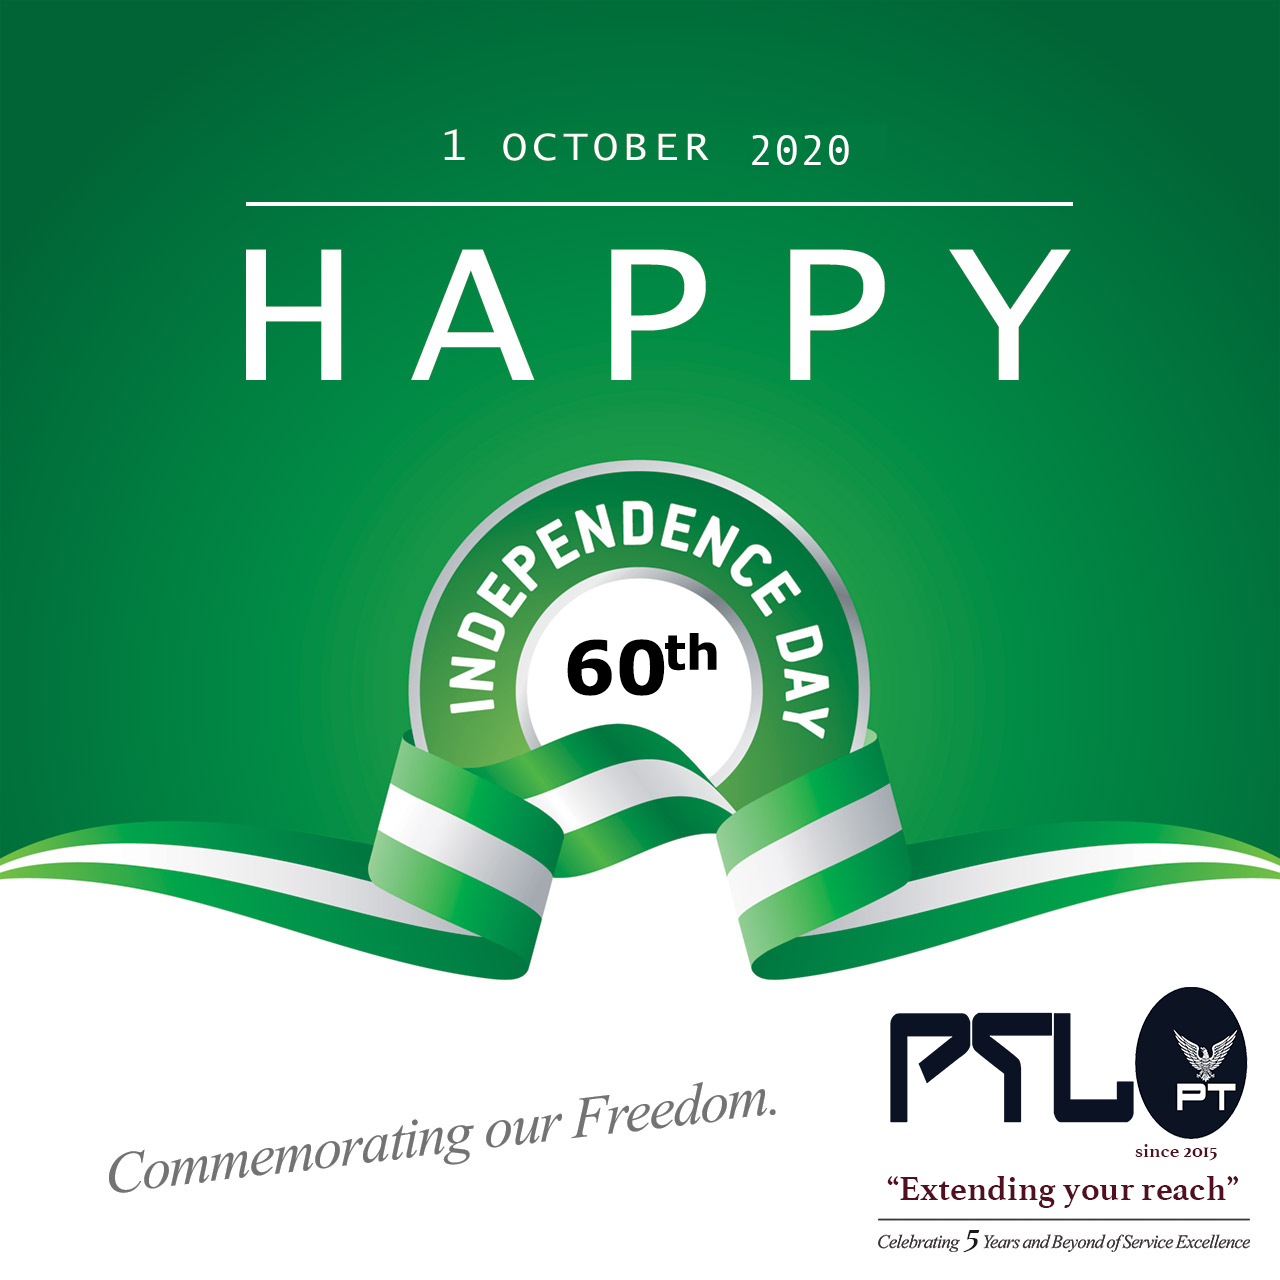 1 OCTOBER 2020
HAPPY
INDEPENDENCE DAY
60th
Commemorating our Freedom.
PTL
PT
since 2015
“Extending your reach”
Celebrating 5 Years and Beyond of Service Excellence